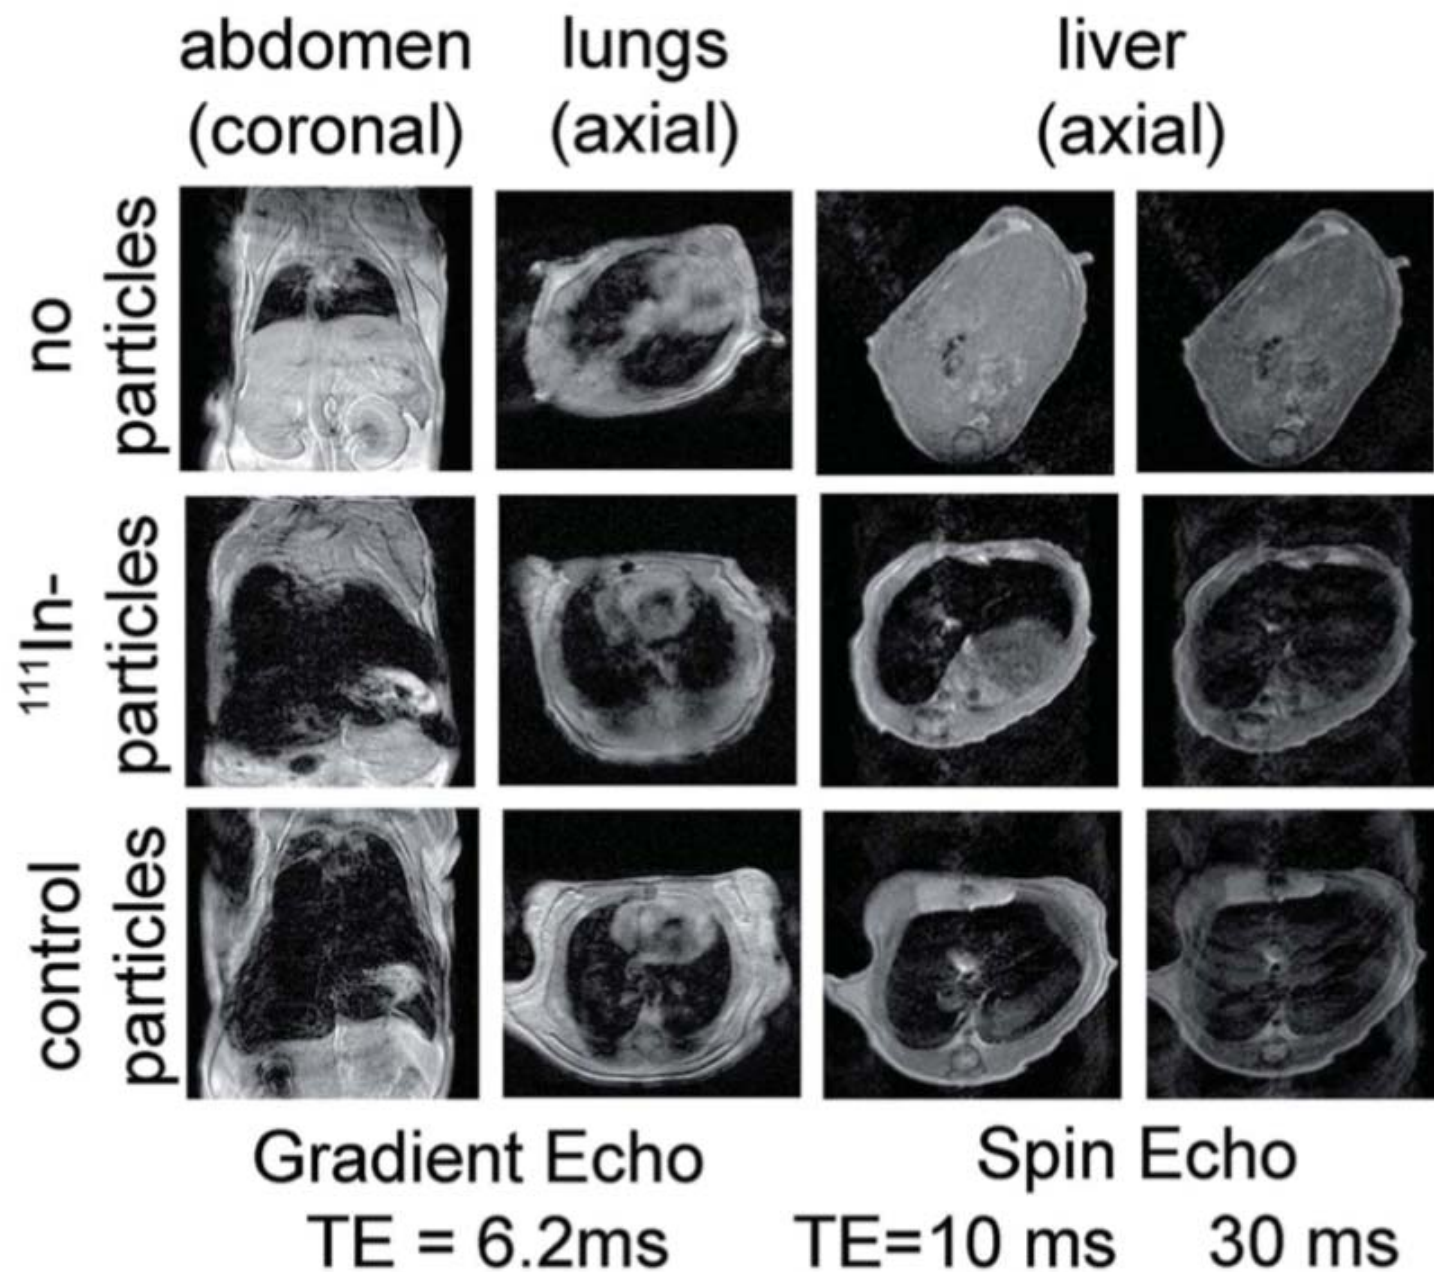 abdomen
(coronal)
lungs
(axial)
liver
(axial)
no
particles
¹¹¹In-
particles
control
particles
Gradient Echo
TE = 6.2ms
Spin Echo
TE=10 ms
30 ms